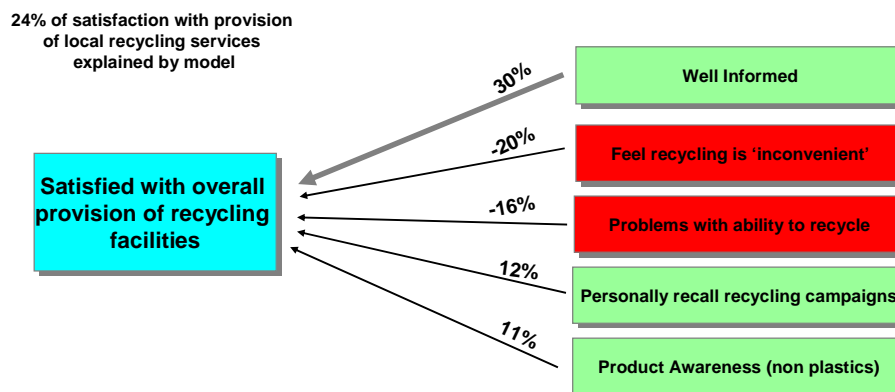 24% of satisfaction with provision
of local recycling services
explained by model
30%
Well Informed
-20%
Feel recycling is ‘inconvenient’
Satisfied with overall
provision of recycling
facilities
-16%
Problems with ability to recycle
12%
Personally recall recycling campaigns
11%
Product Awareness (non plastics)